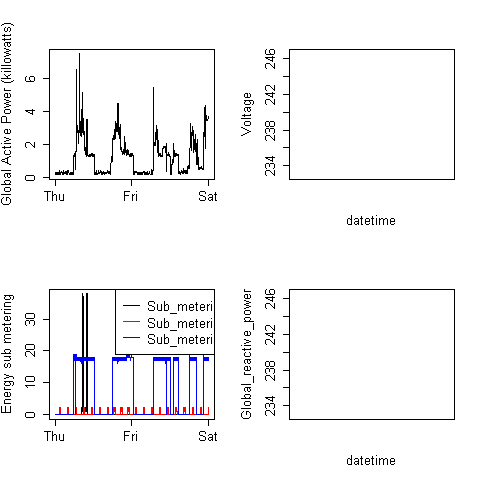 Global Active Power (killowatts)
0 2 4 6
Thu Fri Sat
Voltage
234 238 242 246
datetime
Energy sub metering
0 10 20 30
Thu Fri Sat
Sub_meteri
Sub_meteri
Sub_meteri
Global_reactive_power
234 238 242 246
datetime